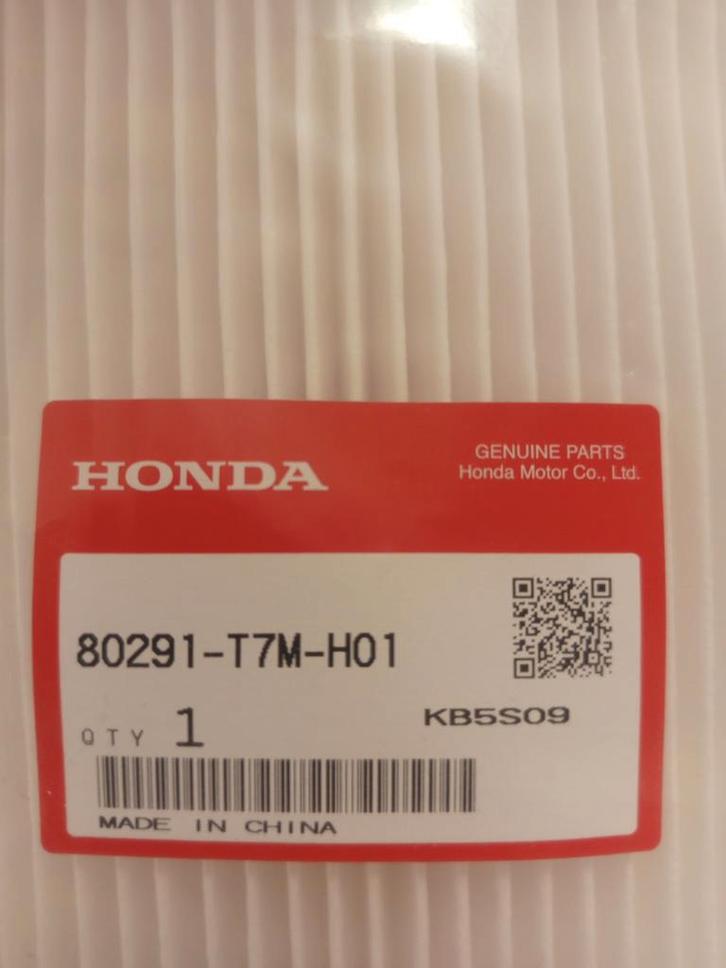 HONDA
GENUINE PARTS
Honda Motor Co., Ltd.
80291-T7M-H01
KB5S09
QTY 1
MADE IN CHINA